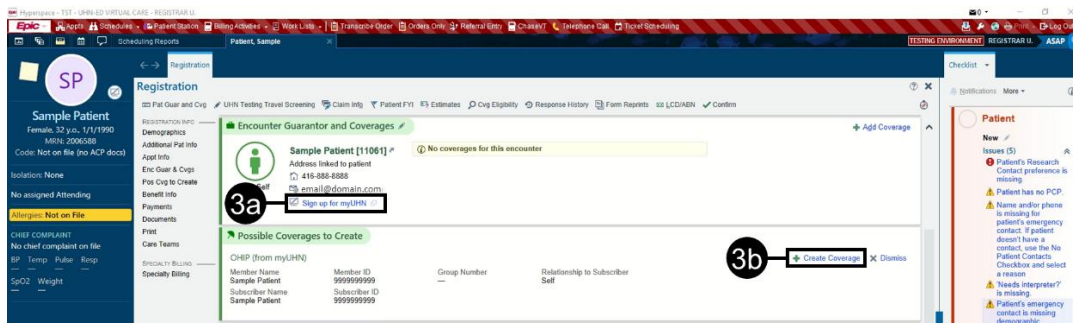 Hyperspace - TST - UHN-ED VIRTUAL CARE - REGISTRAR U.
Epic Appts Schedules Patient Station Billing Activities Work Lists Transcribe Order Orders Only Referral Entry ChaseVT Telephone Call Ticket Scheduling Print Log Out
Scheduling Reports Patient, Sample × TESTING ENVIRONMENT REGISTRAR U. ASAP
Registration
Checklist
SP
Sample Patient
Female, 32 y.o., 1/1/1990
MRN: 2006588
Code: Not on file (no ACP docs)
Isolation: None
No assigned Attending
Allergies: Not on File
CHIEF COMPLAINT
No chief complaint on file
BP Temp Pulse Resp
— — — —
SpO2 Weight
— —
Registration
Pat Guar and Cvg UHN Testing Travel Screening Claim Info Patient FYI Estimates Cvg Eligibility Response History Form Reprints LCD/ABN Confirm
REGISTRATION INFO
Demographics
Additional Pat Info
Appt Info
Enc Guar & Cvgs
Pos Cvg to Create
Benefit Info
Payments
Documents
Print
Care Teams
SPECIALTY BILLING
Specialty Billing
Encounter Guarantor and Coverages
+ Add Coverage
Sample Patient [11061]
No coverages for this encounter
Address linked to patient
416-888-8888
Self email@domain.com
3a Sign up for myUHN
Possible Coverages to Create
OHIP (from myUHN)
3b + Create Coverage × Dismiss
Member Name Member ID Group Number Relationship to Subscriber
Sample Patient 9999999999 — Self
Subscriber Name Subscriber ID
Sample Patient 9999999999
Notifications More
Patient
New
Issues (5)
Patient's Research
Contact preference is
missing.
Patient has no PCP.
Name and/or phone
is missing for
patient's emergency
contact. If patient
doesn't have a
contact, use the No
Patient Contacts
Checkbox and select
a reason
'Needs interpreter?'
is missing.
Patient's emergency
contact is missing
demographic